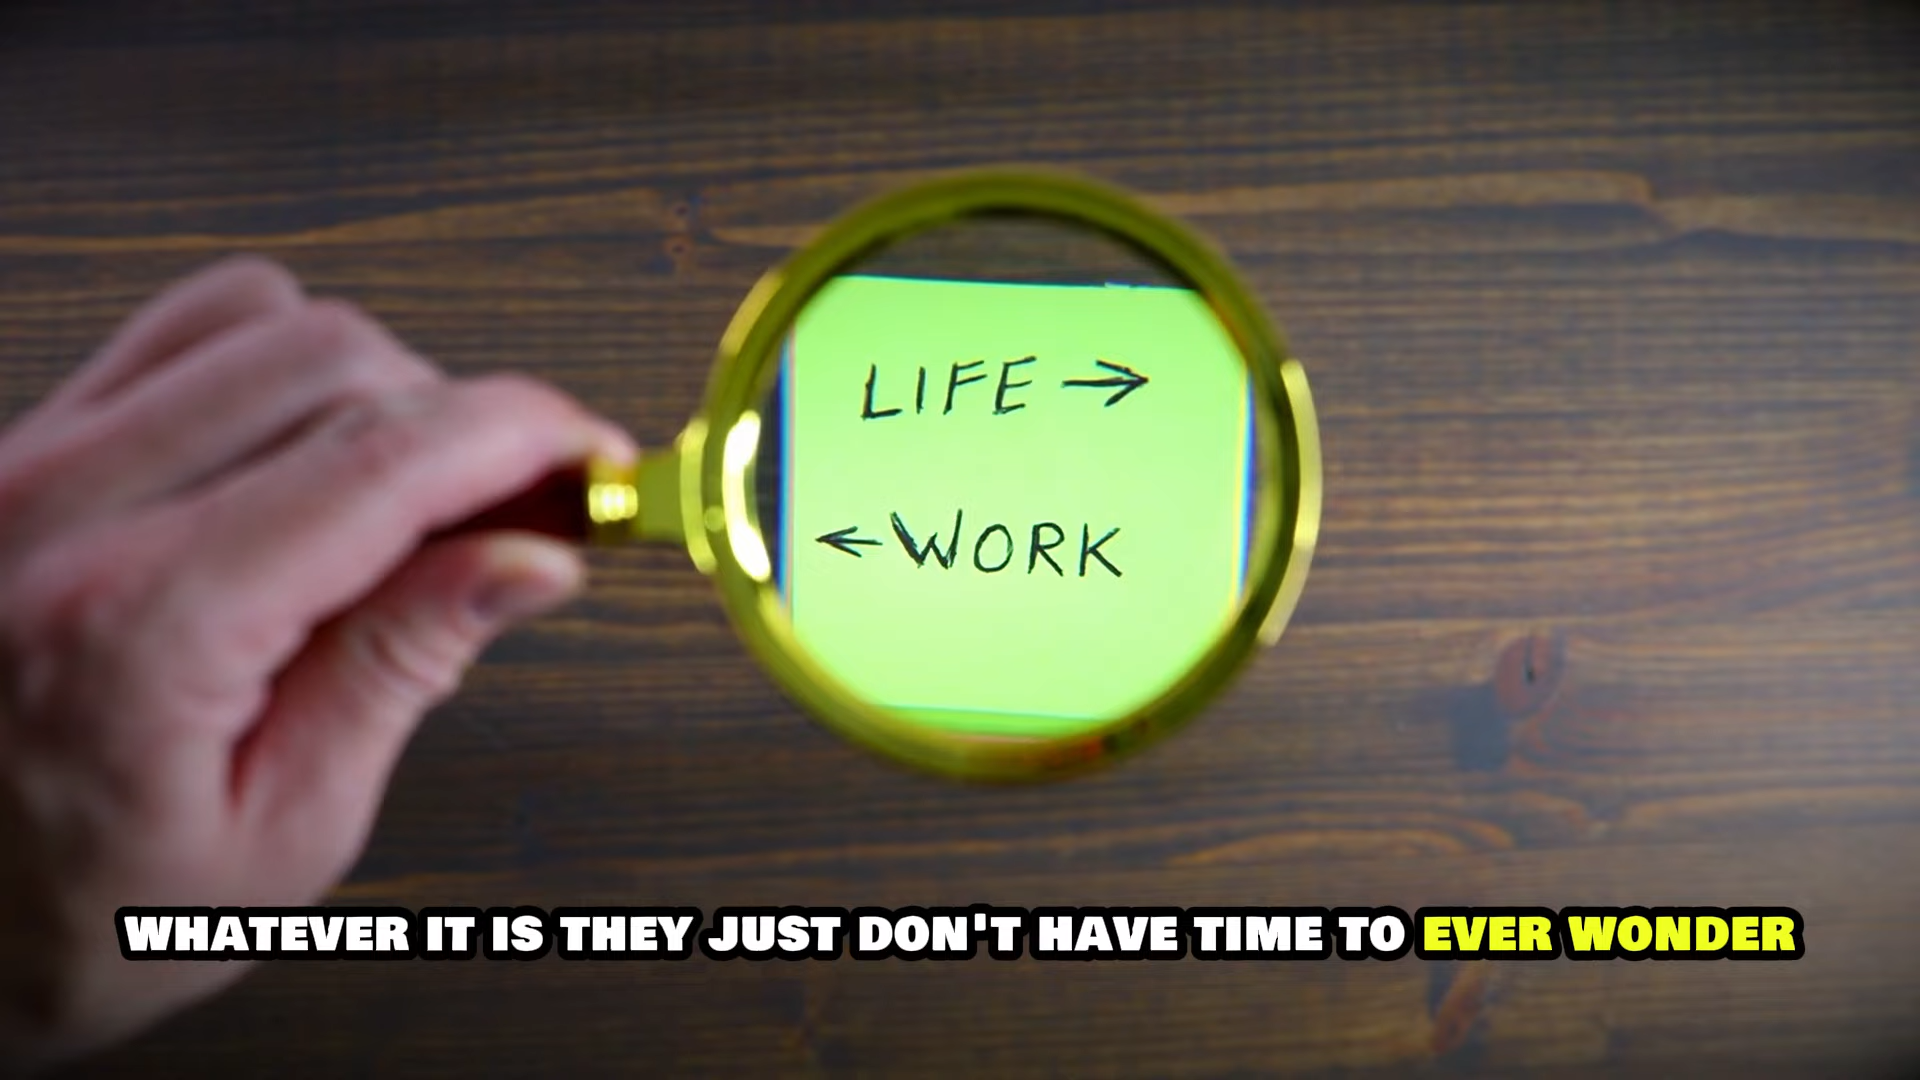 LIFE →
← WORK
WHATEVER IT IS THEY JUST DON'T HAVE TIME TO EVER WONDER